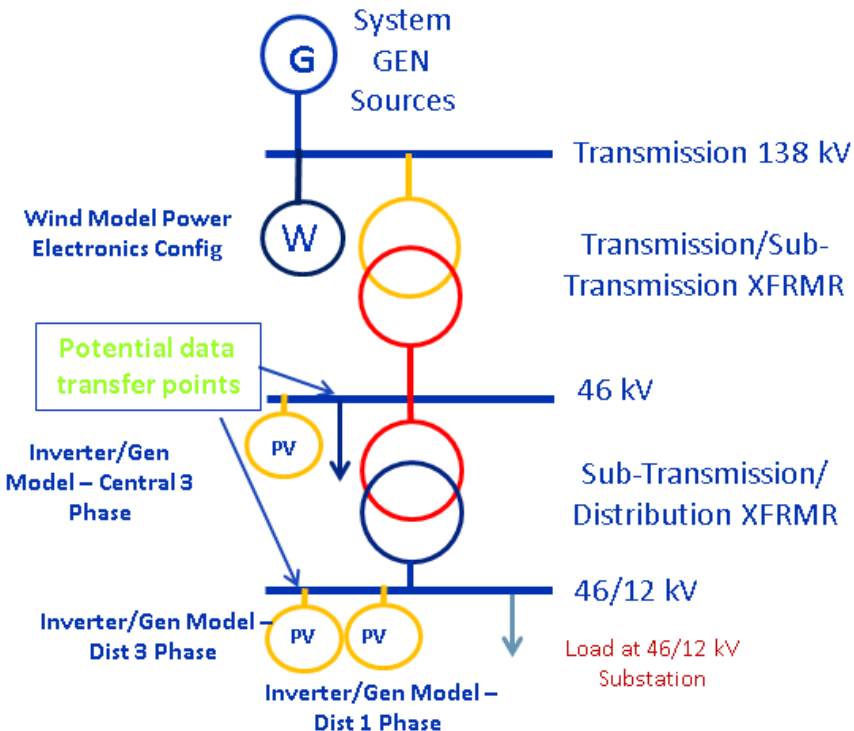 System
GEN
Sources
G
Transmission 138 kV
Wind Model Power
Electronics Config
W
Transmission/Sub-
Transmission XFRMR
Potential data
transfer points
46 kV
PV
Inverter/Gen
Model – Central 3
Phase
Sub-Transmission/
Distribution XFRMR
46/12 kV
Inverter/Gen Model –
Dist 3 Phase
PV
PV
Load at 46/12 kV
Substation
Inverter/Gen Model –
Dist 1 Phase